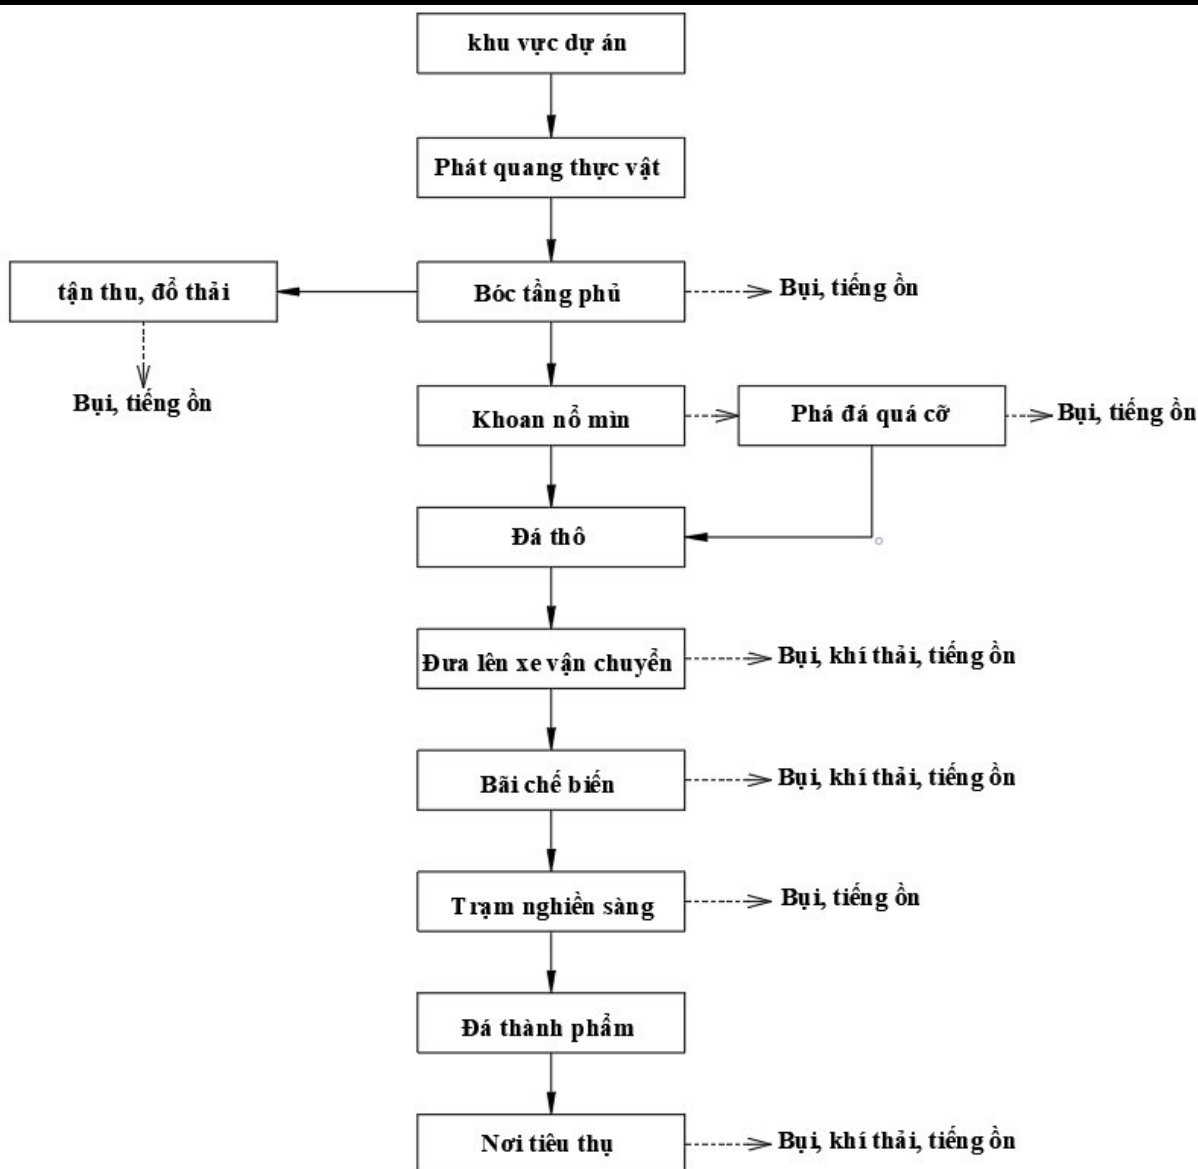 khu vực dự án
Phát quang thực vật
tận thu, đổ thải
Bóc tầng phủ
Bụi, tiếng ồn
Bụi, tiếng ồn
Khoan nổ mìn
Phá đá quá cỡ
Bụi, tiếng ồn
Đá thô
Đưa lên xe vận chuyển
Bụi, khí thải, tiếng ồn
Bãi chế biến
Bụi, khí thải, tiếng ồn
Trạm nghiền sàng
Bụi, tiếng ồn
Đá thành phẩm
Nơi tiêu thụ
Bụi, khí thải, tiếng ồn